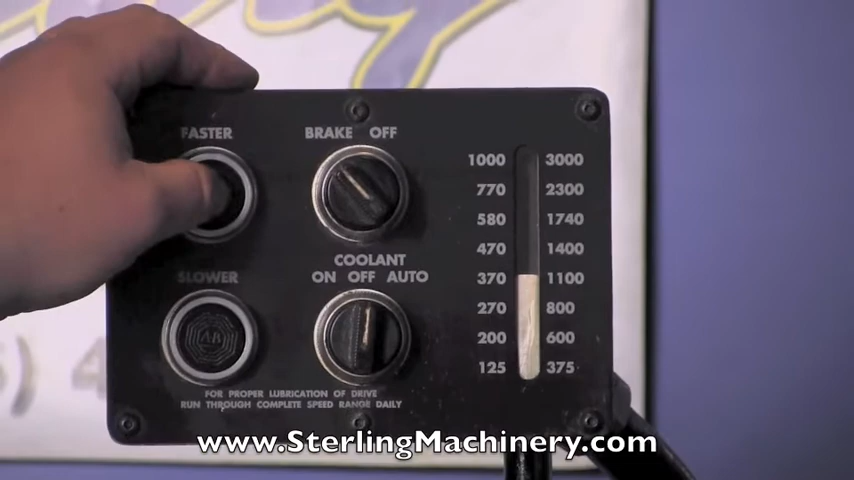 FASTER
BRAKE OFF
SLOWER
COOLANT
ON OFF AUTO
AB
1000 3000
770 2300
580 1740
470 1400
370 1100
270 800
200 600
125 375
FOR PROPER LUBRICATION OF DRIVE
RUN THROUGH COMPLETE SPEED RANGE DAILY
www.SterlingMachinery.com